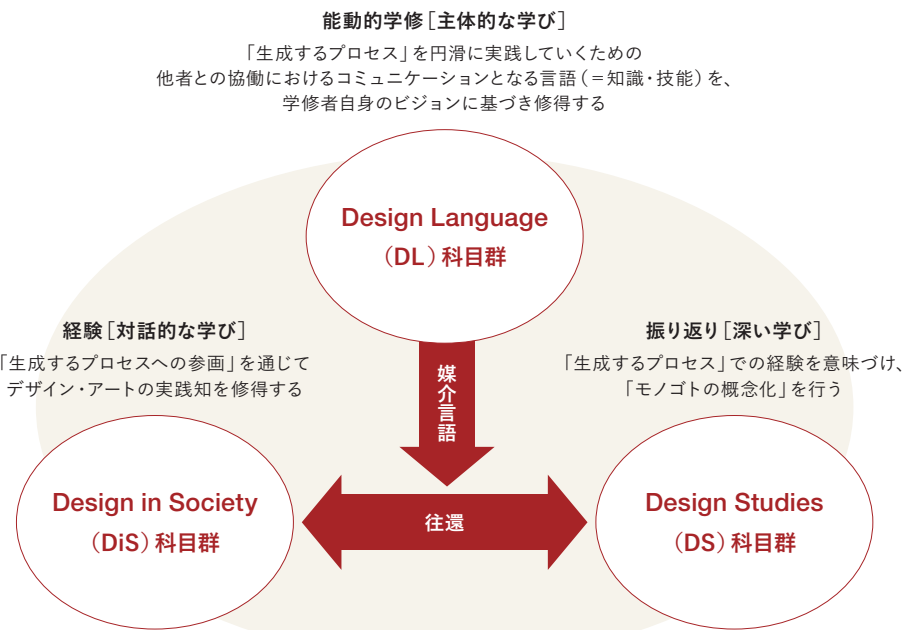 能動的学修［主体的な学び］
「生成するプロセス」を円滑に実践していくための
他者との協働におけるコミュニケーションとなる言語（＝知識・技能）を、
学修者自身のビジョンに基づき修得する
Design Language
（DL）科目群
経験［対話的な学び］
「生成するプロセスへの参画」を通じて
デザイン・アートの実践知を修得する
振り返り［深い学び］
「生成するプロセス」での経験を意味づけ、
「モノゴトの概念化」を行う
媒介言語
Design in Society
（DiS）科目群
往還
Design Studies
（DS）科目群